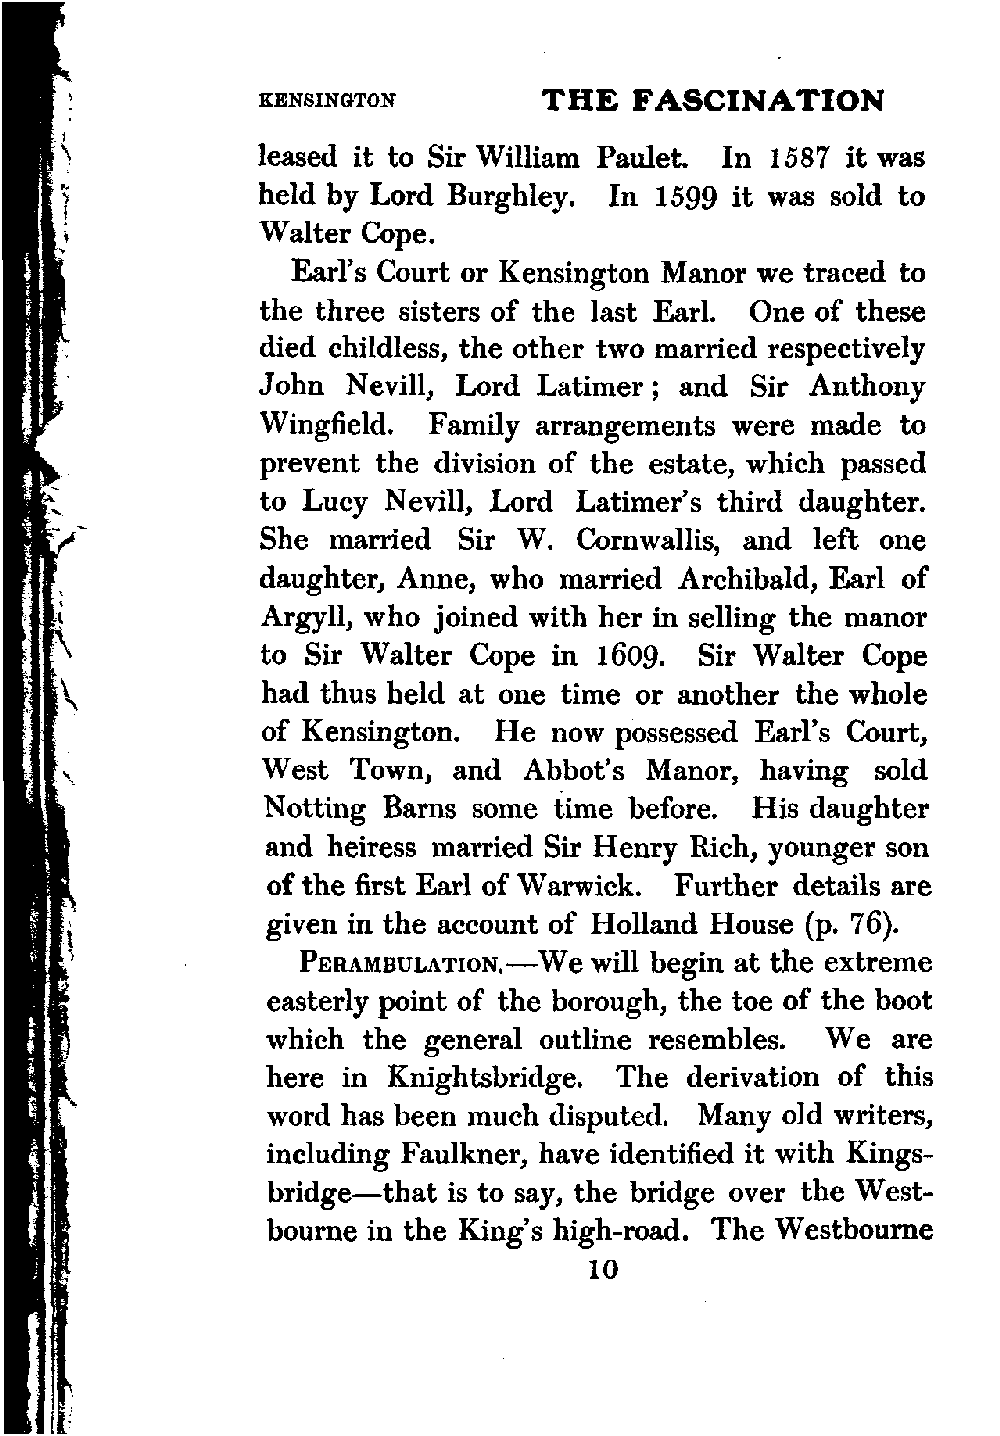 KENSINGTON THE FASCINATION
leased it to Sir William Paulet. In 1587 it was
held by Lord Burghley. In 1599 it was sold to
Walter Cope.
Earl's Court or Kensington Manor we traced to
the three sisters of the last Earl. One of these
died childless, the other two married respectively
John Nevill, Lord Latimer; and Sir Anthony
Wingfield. Family arrangements were made to
prevent the division of the estate, which passed
to Lucy Nevill, Lord Latimer's third daughter.
She married Sir W. Cornwallis, and left one
daughter, Anne, who married Archibald, Earl of
Argyll, who joined with her in selling the manor
to Sir Walter Cope in 1609. Sir Walter Cope
had thus held at one time or another the whole
of Kensington. He now possessed Earl's Court,
West Town, and Abbot's Manor, having sold
Notting Barns some time before. His daughter
and heiress married Sir Henry Rich, younger son
of the first Earl of Warwick. Further details are
given in the account of Holland House (p. 76).
PERAMBULATION.—We will begin at the extreme
easterly point of the borough, the toe of the boot
which the general outline resembles. We are
here in Knightsbridge. The derivation of this
word has been much disputed. Many old writers,
including Faulkner, have identified it with Kings-
bridge—that is to say, the bridge over the West-
bourne in the King's high-road. The Westbourne
10